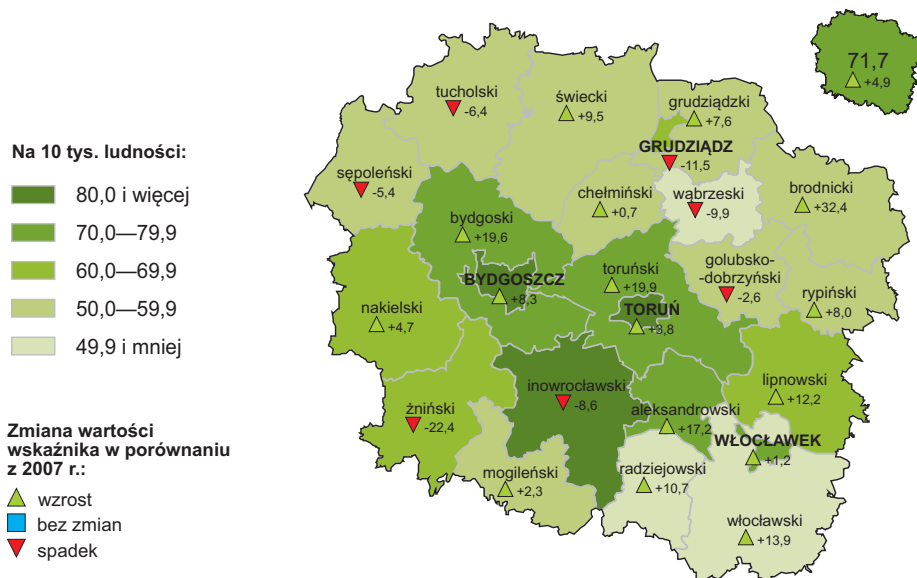 Na 10 tys. ludności:
80,0 i więcej
70,0—79,9
60,0—69,9
50,0—59,9
49,9 i mniej
Zmiana wartości
wskaźnika w porównaniu
z 2007 r.:
wzrost
bez zmian
spadek
71,7
+4,9
tucholski
-6,4
świecki
+9,5
grudziądzki
+7,6
GRUDZIĄDZ
-11,5
sępoleński
-5,4
chełmiński
+0,7
wąbrzeski
-9,9
brodnicki
+32,4
bydgoski
+19,6
BYDGOSZCZ
+8,3
toruński
+19,9
TORUŃ
+3,8
golubsko-
-dobrzyński
-2,6
rypiński
+8,0
nakielski
+4,7
inowrocławski
-8,6
lipnowski
+12,2
żniński
-22,4
aleksandrowski
+17,2
WŁOCŁAWEK
+1,2
mogileński
+2,3
radziejowski
+10,7
włocławski
+13,9